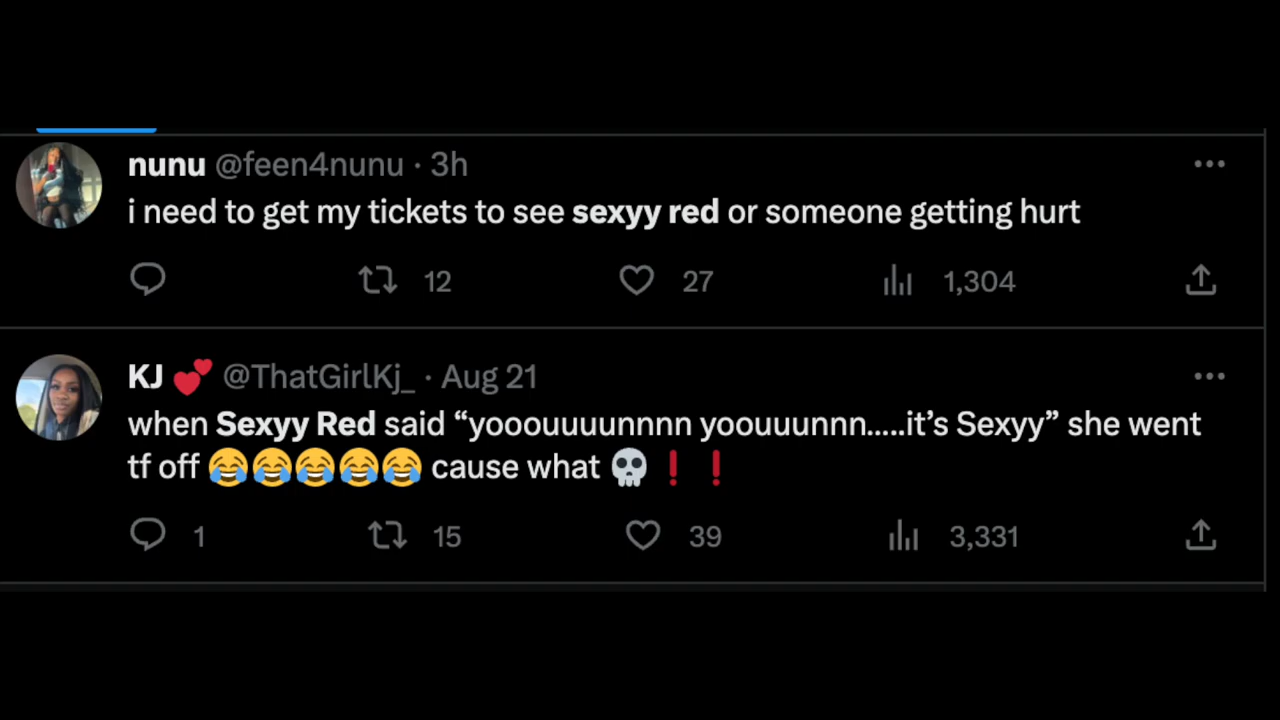 nunu @feen4nunu · 3h
i need to get my tickets to see sexyy red or someone getting hurt
12 27 1,304
KJ 💕 @ThatGirlKj_ · Aug 21
when Sexyy Red said “yooouuuunnnn yoouuunnn.....it’s Sexyy” she went
tf off 😂😂😂😂😂 cause what 💀❗❗
1 15 39 3,331